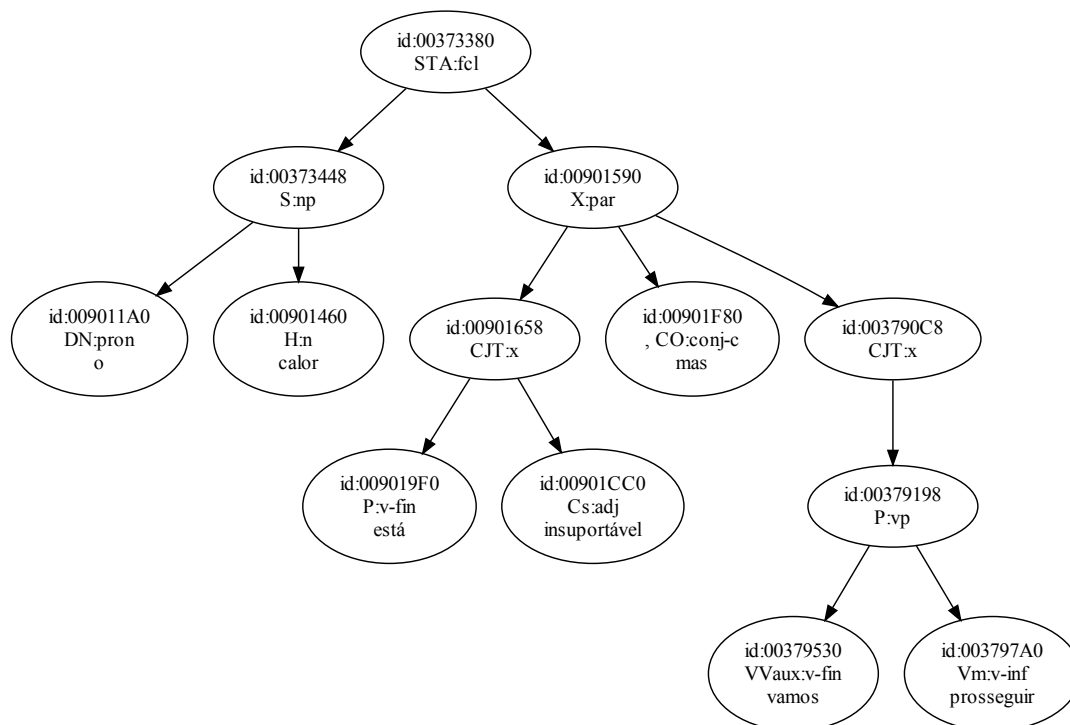 id:00373380
STA:fcl
id:00373448
S:np
id:00901590
X:par
id:009011A0
DN:pron
o
id:00901460
H:n
calor
id:00901658
CJT:x
id:00901F80
, CO:conj-c
mas
id:003790C8
CJT:x
id:009019F0
P:v-fin
está
id:00901CC0
Cs:adj
insuportável
id:00379198
P:vp
id:00379530
VVaux:v-fin
vamos
id:003797A0
Vm:v-inf
prosseguir